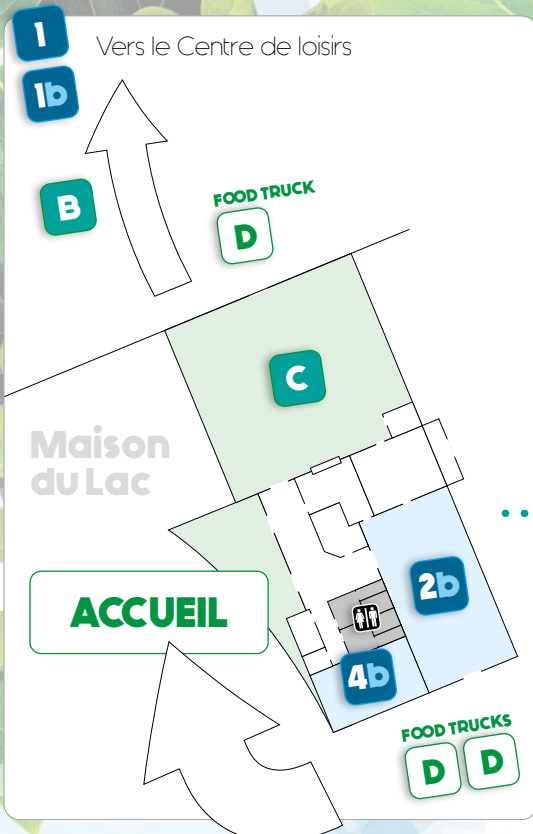 1
Vers le Centre de loisirs
1b
B
FOOD TRUCK
D
C
Maison
du Lac
2b
ACCUEIL
4b
FOOD TRUCKS
D D